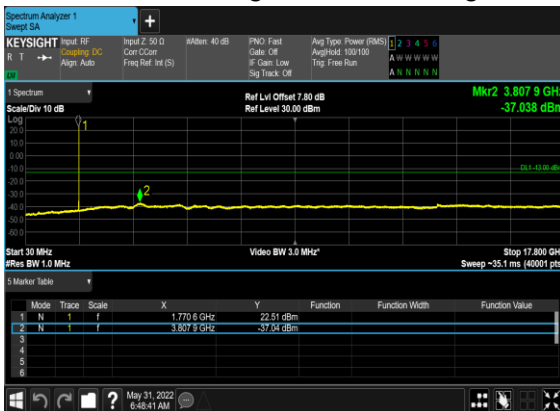 Spectrum Analyzer 1
Swept SA
KEYSIGHT
R T
LV
Input: RF
Coupling: DC
Align: Auto
Input Z: 50 Ω
Corr CCorr
Freq Ref: Int (S)
#Atten: 40 dB
PNO: Fast
Gate: Off
IF Gain: Low
Sig Track: Off
Avg Type: Power (RMS)
Avg|Hold: 100/100
Trig: Free Run
1 2 3 4 5 6
A W W W W W
A N N N N N
1 Spectrum
Scale/Div 10 dB
Ref Lvl Offset 7.80 dB
Ref Level 30.00 dBm
Mkr2 3.807 9 GHz
-37.038 dBm
Log
20.0
10.0
0.00
-10.0
-20.0
-30.0
-40.0
-50.0
-60.0
1
2
DL1 -13.00 dBm
Start 30 MHz
#Res BW 1.0 MHz
Video BW 3.0 MHz*
Stop 17.800 GHz
Sweep ~35.1 ms (40001 pts)
5 Marker Table
Mode Trace Scale X Y Function Function Width Function Value
1 N 1 f 1.770 6 GHz 22.51 dBm
2 N 1 f 3.807 9 GHz -37.04 dBm
3
4
5
6
?
May 31, 2022
6:48:41 AM